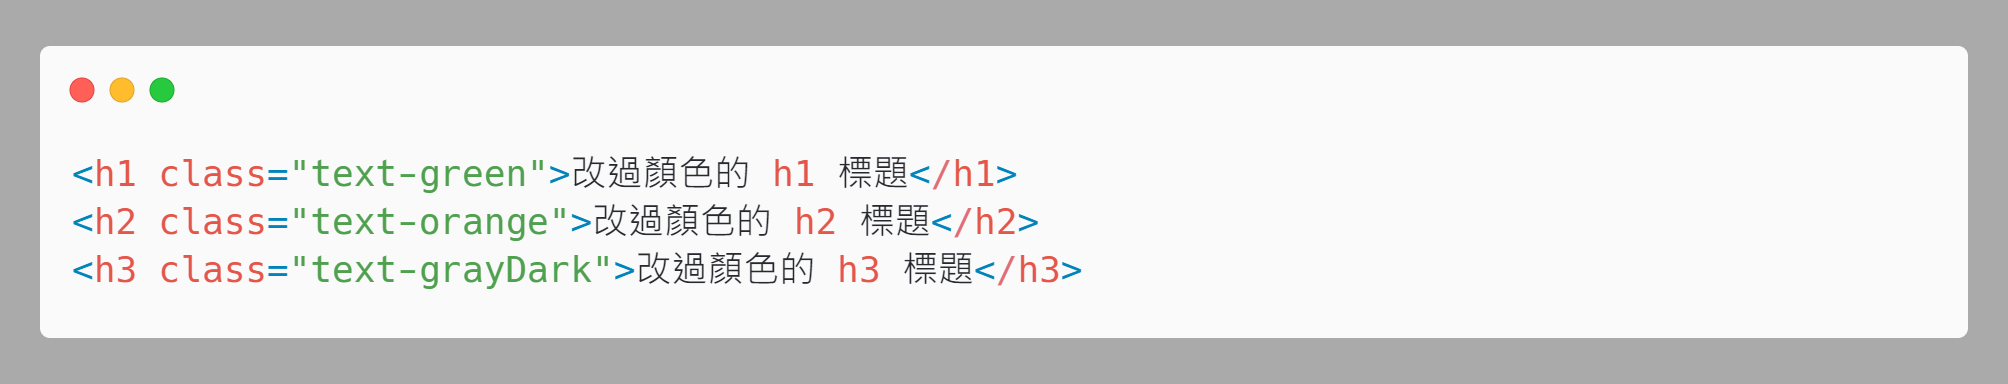 <h1 class="text-green">改過顏色的 h1 標題</h1>
<h2 class="text-orange">改過顏色的 h2 標題</h2>
<h3 class="text-grayDark">改過顏色的 h3 標題</h3>